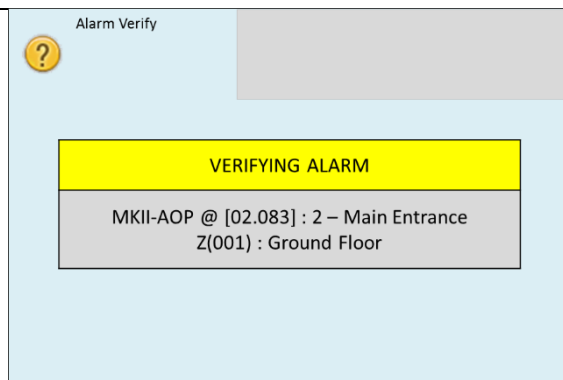 Alarm Verify
?
VERIFYING ALARM
MKII-AOP @ [02.083] : 2 – Main Entrance
Z(001) : Ground Floor